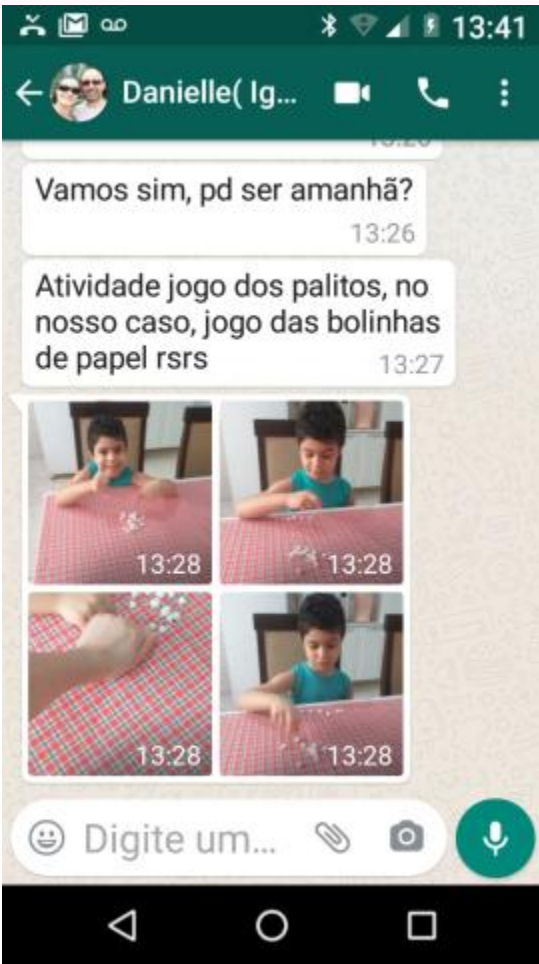 13:41
Danielle( Ig...
Vamos sim, pd ser amanhã?
13:26
Atividade jogo dos palitos, no
nosso caso, jogo das bolinhas
de papel rsrs
13:27
13:28
13:28
13:28
13:28
Digite um...